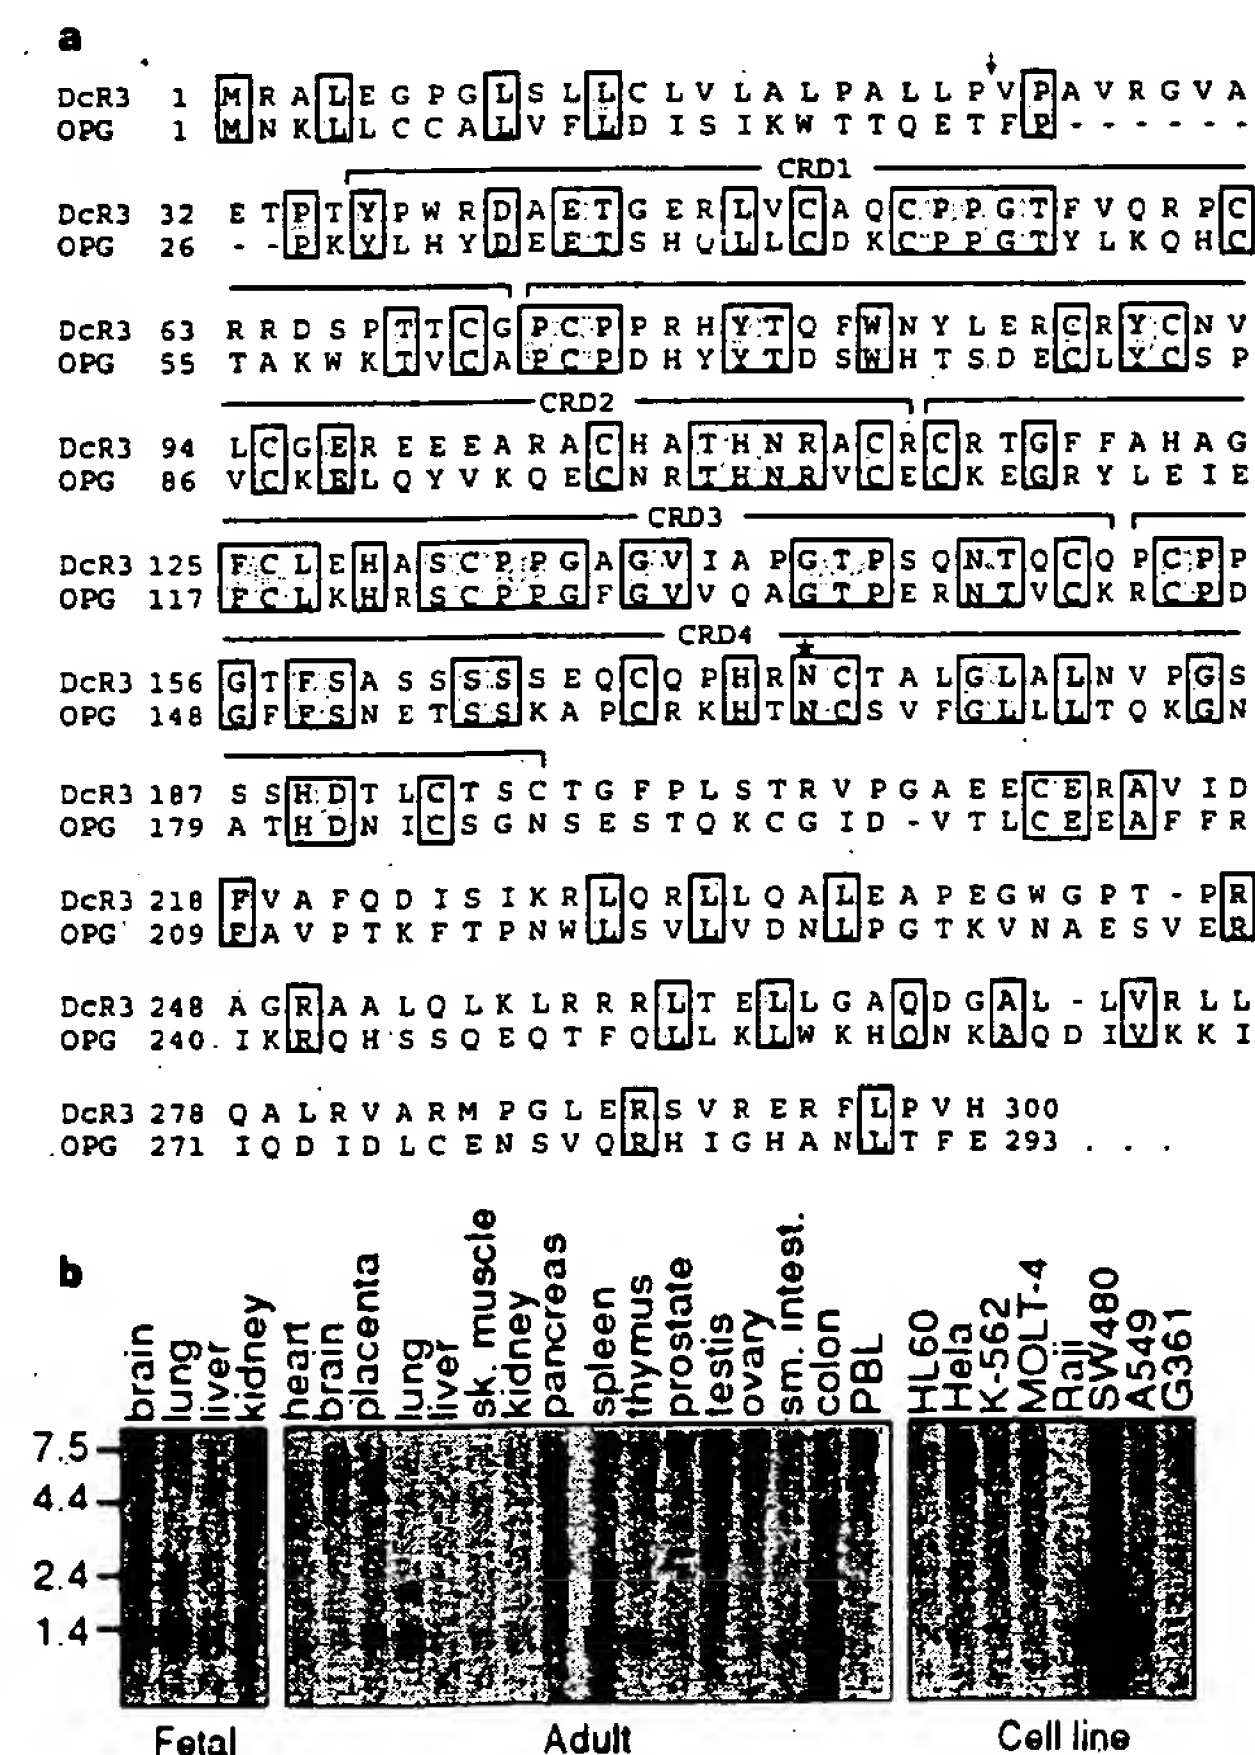 a
DcR3 1 M R A L E G P G L S L L C L V L A L P A L L P V P A V R G V A
OPG 1 M N K L L C C A L V F L D I S I K W T T Q E T F P - - - - - -
CRD1
DcR3 32 E T P T Y P W R D A E T G E R L V C A Q C P P G T F V Q R P C
OPG 26 - - P K Y L H Y D E E T S H Q L L C D K C P P G T Y L K Q H C
DcR3 63 R R D S P T T C G P C P P R H Y T Q F W N Y L E R C R Y C N V
OPG 55 T A K W K T V C A P C P D H Y Y T D S W H T S D E C L Y C S P
CRD2
DcR3 94 L C G E R E E E A R A C H A T H N R A C R C R T G F F A H A G
OPG 86 V C K E L Q Y V K Q E C N R T H N R V C E C K E G R Y L E I E
CRD3
DcR3 125 F C L E H A S C P P G A G V I A P G T P S Q N T Q C Q P C P P
OPG 117 F C L K H R S C P P G F G V V Q A G T P E R N T V C K R C P D
CRD4
DcR3 156 G T F S A S S S S S E Q C Q P H R N C T A L G L A L N V P G S
OPG 148 G F F S N E T S S K A P C R K H T N C S V F G L L L T Q K G N
DcR3 187 S S H D T L C T S C T G F P L S T R V P G A E E C E R A V I D
OPG 179 A T H D N I C S G N S E S T Q K C G I D - V T L C E E A F F R
DcR3 218 F V A F Q D I S I K R L Q R L L Q A L E A P E G W G P T - P R
OPG 209 F A V P T K F T P N W L S V L V D N L P G T K V N A E S V E R
DcR3 248 A G R A A L Q L K L R R R L T E L L G A Q D G A L - L V R L L
OPG 240 I K R Q H S S Q E Q T F Q L L K L W K H Q N K A Q D I V K K I
DcR3 278 Q A L R V A R M P G L E R S V R E R F L P V H 300
OPG 271 I Q D I D L C E N S V Q R H I G H A N L T F E 293 . . .
b
brain lung liver kidney heart brain placenta lung liver sk. muscle kidney pancreas spleen thymus prostate testis ovary sm. intest. colon PBL HL60 Hela K-562 MOLT-4 Raji SW480 A549 G361
7.5
4.4
2.4
1.4
Fetal Adult Cell line